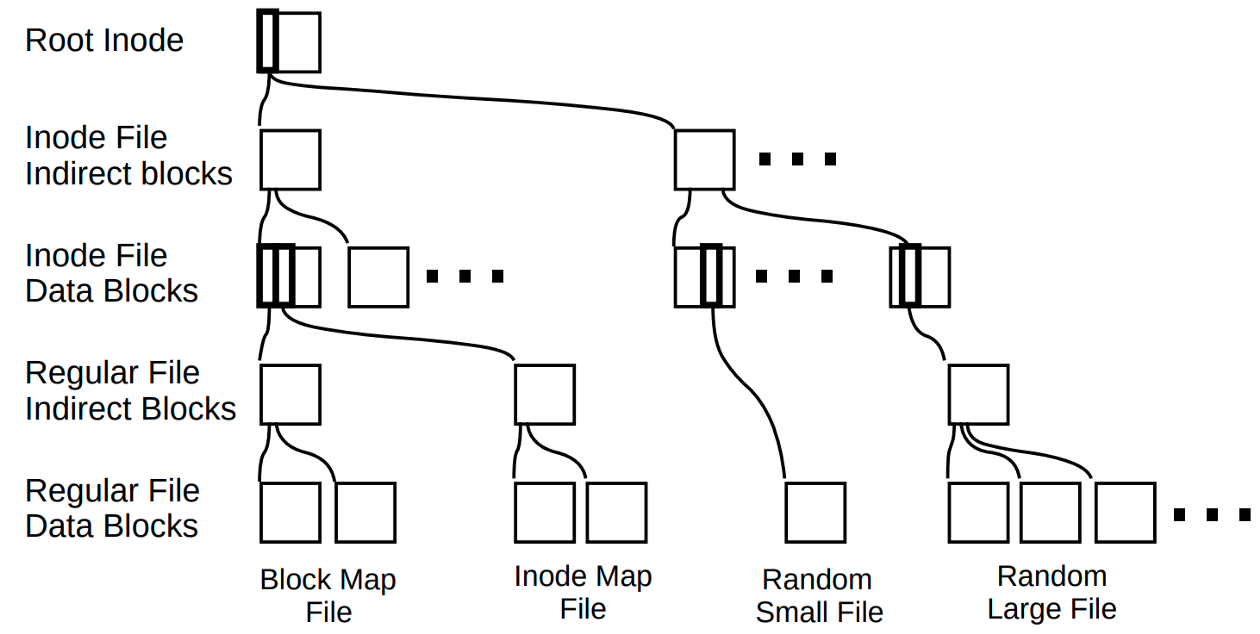 Root Inode
Inode File
Indirect blocks
Inode File
Data Blocks
Regular File
Indirect Blocks
Regular File
Data Blocks
Block Map
File
Inode Map
File
Random
Small File
Random
Large File